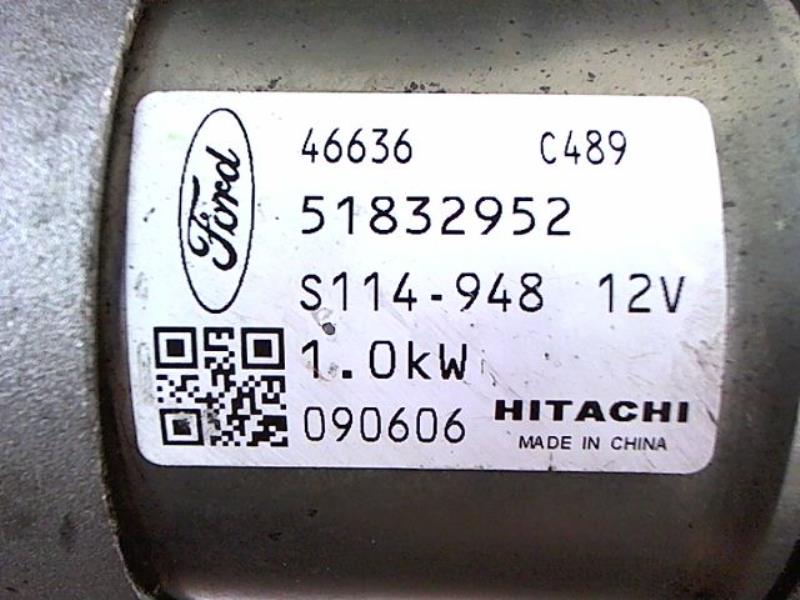 Ford
46636 C489
51832952
S114-948 12V
1.0kW
090606 HITACHI
MADE IN CHINA